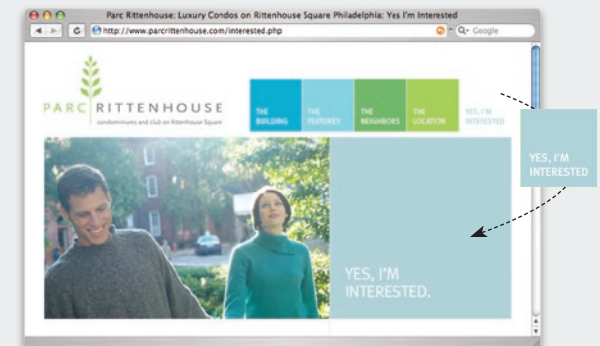 Parc Rittenhouse: Luxury Condos on Rittenhouse Square Philadelphia: Yes I'm Interested
http://www.parcrittenhouse.com/interested.php
Google
PARC RITTENHOUSE
condominiums and club on Rittenhouse Square
THE
BUILDING
THE
FEATURES
THE
NEIGHBORS
THE
LOCATION
YES, I'M
INTERESTED
YES, I'M
INTERESTED
YES, I'M
INTERESTED.